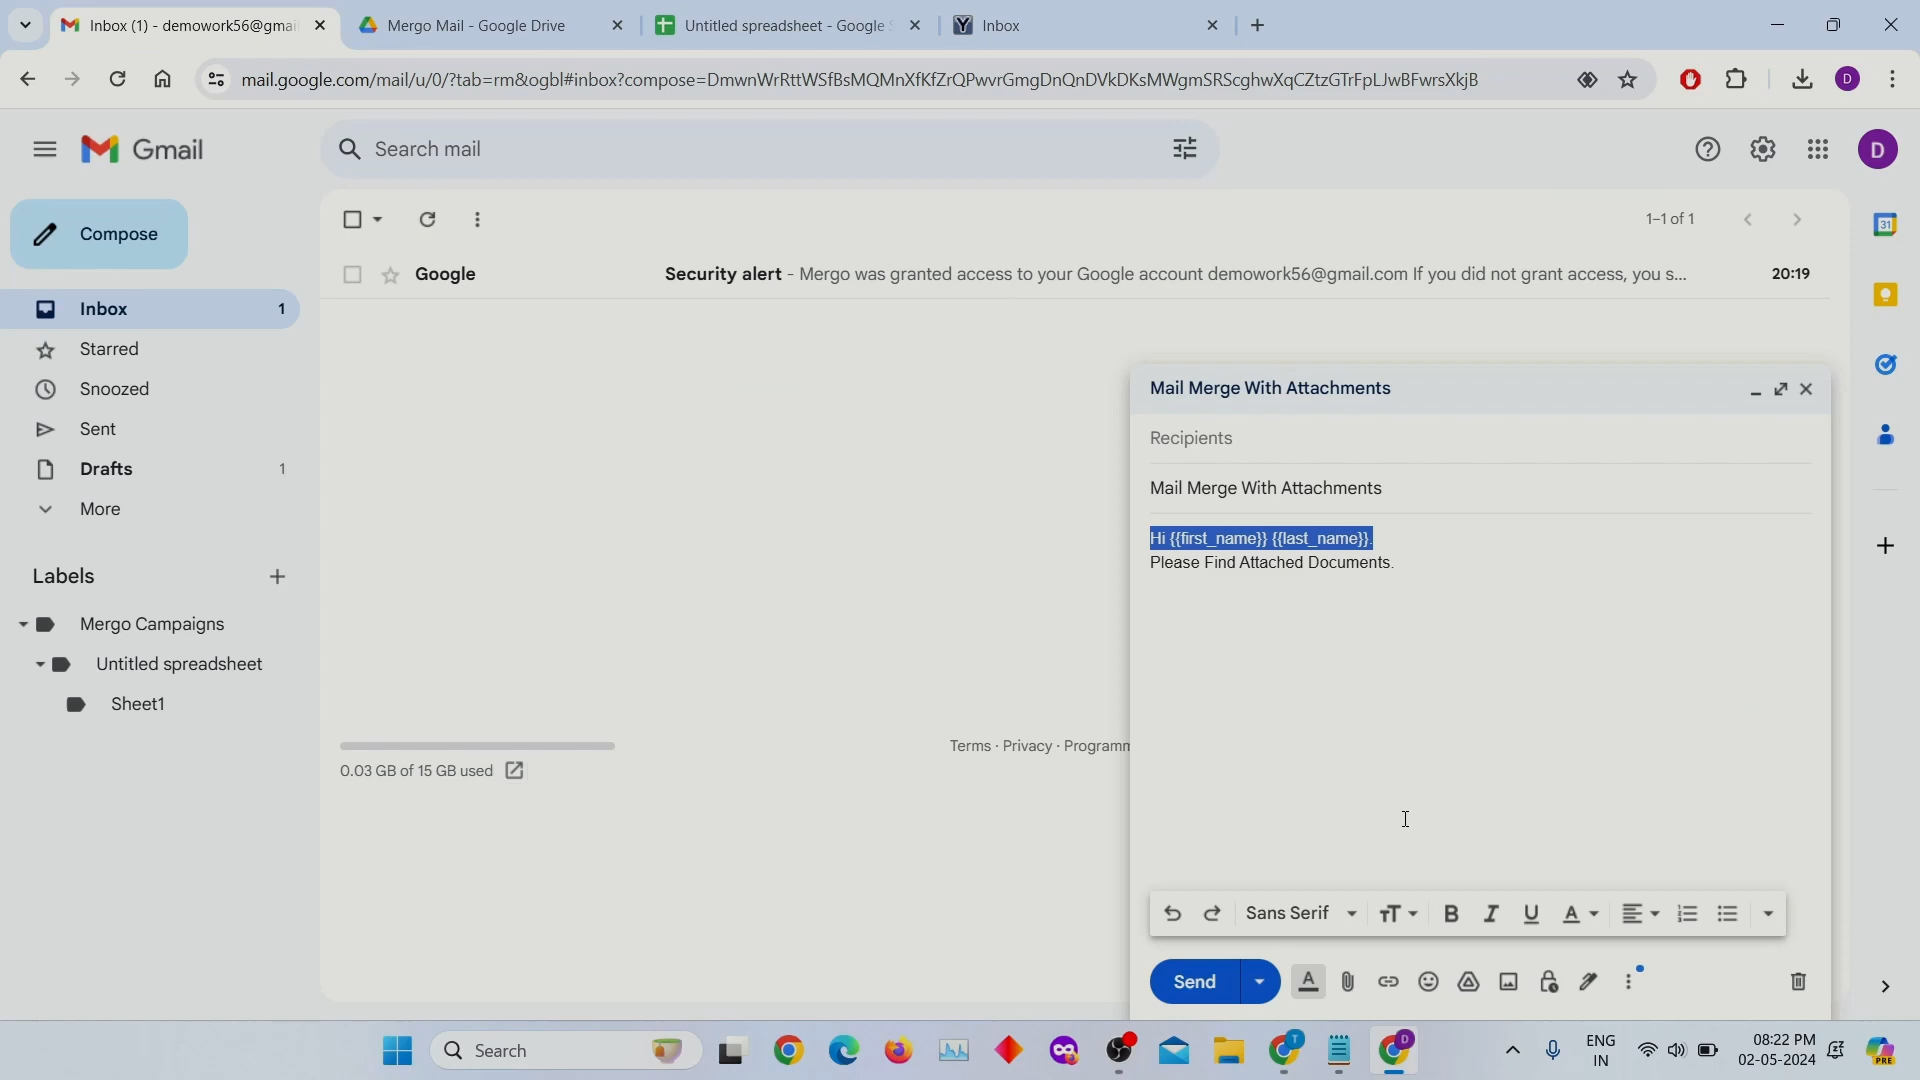 Inbox (1) - demowork56@gmai
Mergo Mail - Google Drive
Untitled spreadsheet - Google S
Y
Inbox
mail.google.com/mail/u/0/?tab=rm&ogbl#inbox?compose=DmwnWrRttWSfBsMQMnXfKfZrQPwvrGmgDnQnDVkDKsMWgmSRScghwXqCZtzGTrFpLJwBFwrsXkjB
D
Gmail
Search mail
D
Compose
1–1 of 1
31
Google
Security alert - Mergo was granted access to your Google account demowork56@gmail.com If you did not grant access, you s...
20:19
Inbox
1
Starred
Snoozed
Sent
Drafts
1
More
Labels
Mergo Campaigns
Untitled spreadsheet
Sheet1
Mail Merge With Attachments
Recipients
Mail Merge With Attachments
Hi {{first_name}} {{last_name}}.
Please Find Attached Documents.
Terms · Privacy · Programm
0.03 GB of 15 GB used
Sans Serif
B
I
U
A
Send
A
Search
T
D
ENG
IN
08:22 PM
02-05-2024
PRE